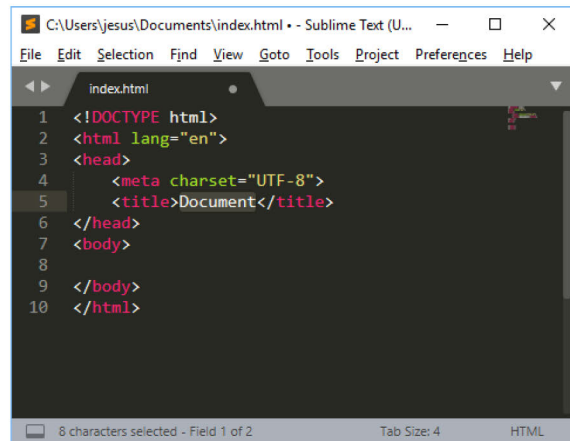 C:\Users\jesus\Documents\index.html • - Sublime Text (U...
File Edit Selection Find View Goto Tools Project Preferences Help
index.html
1 <!DOCTYPE html>
2 <html lang="en">
3 <head>
4 <meta charset="UTF-8">
5 <title>Document</title>
6 </head>
7 <body>
8
9 </body>
10 </html>
8 characters selected - Field 1 of 2 Tab Size: 4 HTML